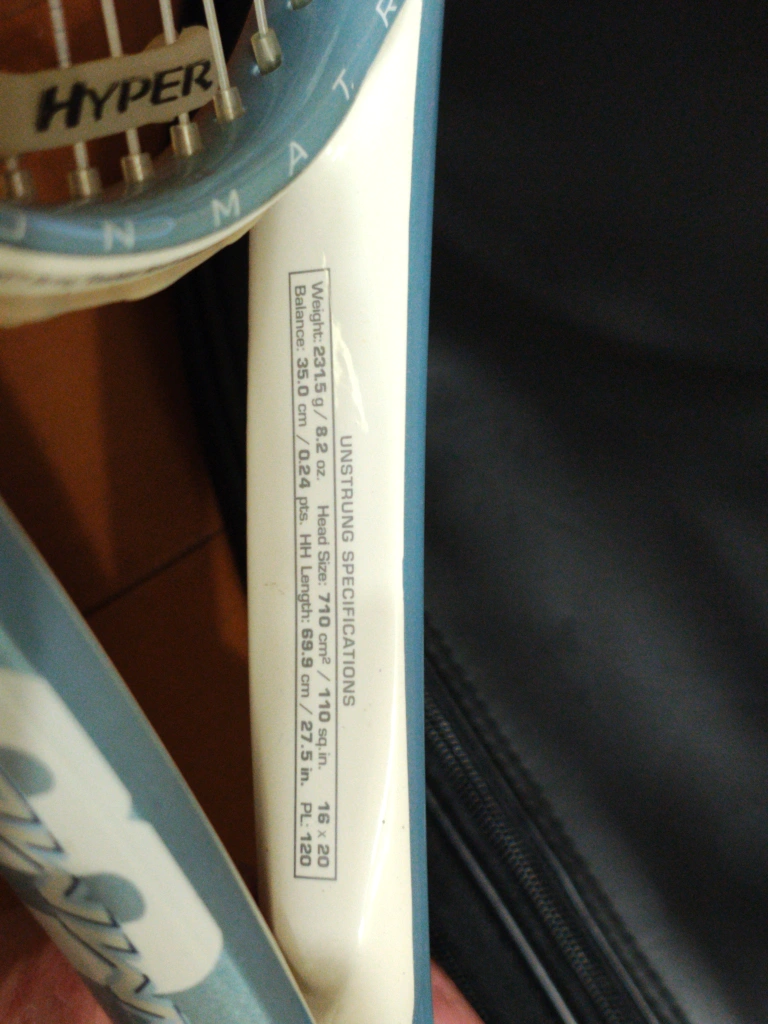 HYPER
N M A T R
UNSTRUNG SPECIFICATIONS
Weight: 231.5 g / 8.2 oz. Head Size: 710 cm² / 110 sq.in. 16 x 20
Balance: 35.0 cm / 0.24 pts. HH Length: 69.9 cm / 27.5 in. PL: 120